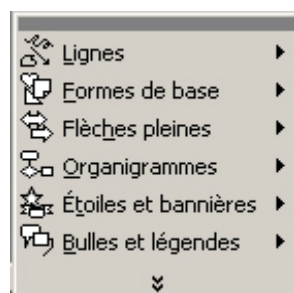 Lignes
Formes de base
Flèches pleines
Organigrammes
Étoiles et bannières
Bulles et légendes